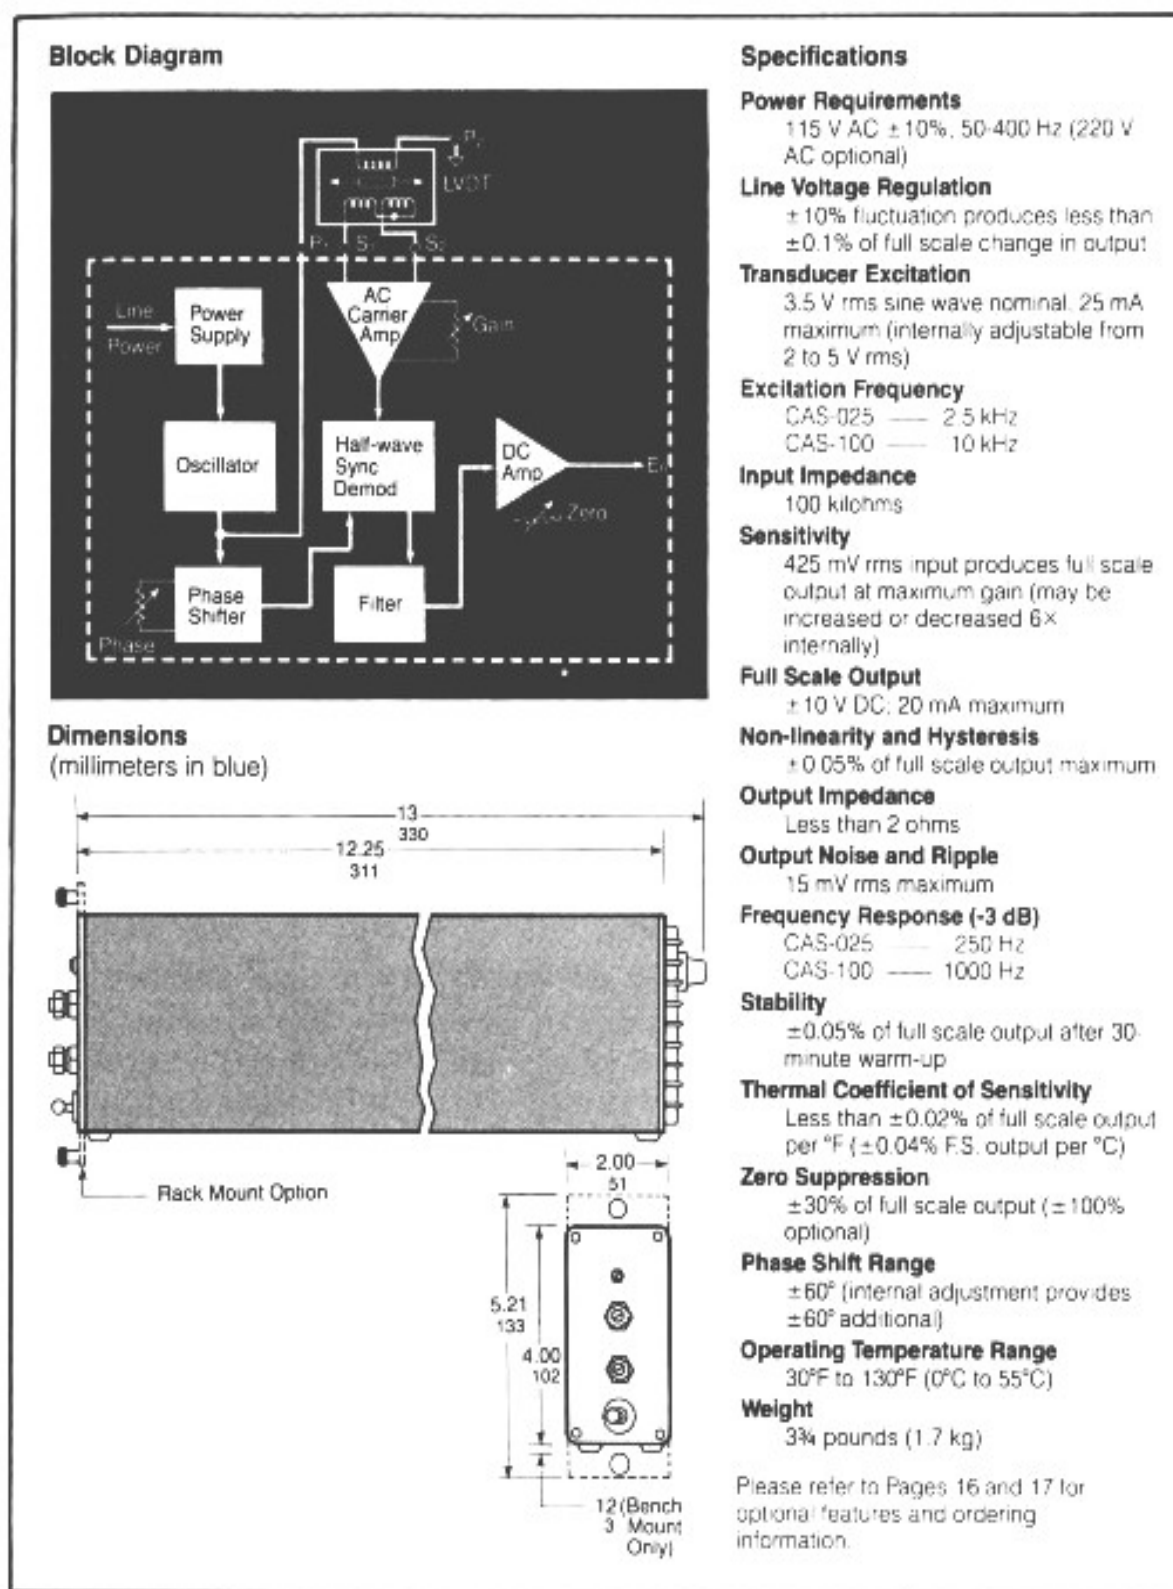 Block Diagram
LVDT
Line
Power
Power
Supply
AC
Carrier
Amp
Gain
Oscillator
Half-wave
Sync
Demod
DC
Amp
Zero
Phase
Shifter
Filter
Phase
Dimensions
(millimeters in blue)
13
330
12.25
311
Rack Mount Option
2.00
51
5.21
133
4.00
102
12 (Bench
3 Mount
Only)
Specifications
Power Requirements
115 V AC ±10%, 50-400 Hz (220 V
AC optional)
Line Voltage Regulation
±10% fluctuation produces less than
±0.1% of full scale change in output
Transducer Excitation
3.5 V rms sine wave nominal, 25 mA
maximum (internally adjustable from
2 to 5 V rms)
Excitation Frequency
CAS-025 —— 2.5 kHz
CAS-100 —— 10 kHz
Input Impedance
100 kilohms
Sensitivity
425 mV rms input produces full scale
output at maximum gain (may be
increased or decreased 6×
internally)
Full Scale Output
±10 V DC; 20 mA maximum
Non-linearity and Hysteresis
±0.05% of full scale output maximum
Output Impedance
Less than 2 ohms
Output Noise and Ripple
15 mV rms maximum
Frequency Response (-3 dB)
CAS-025 —— 250 Hz
CAS-100 —— 1000 Hz
Stability
±0.05% of full scale output after 30-
minute warm-up
Thermal Coefficient of Sensitivity
Less than ±0.02% of full scale output
per °F (±0.04% F.S. output per °C)
Zero Suppression
±30% of full scale output (±100%
optional)
Phase Shift Range
±60° (internal adjustment provides
±60° additional)
Operating Temperature Range
30°F to 130°F (0°C to 55°C)
Weight
3¾ pounds (1.7 kg)
Please refer to Pages 16 and 17 for
optional features and ordering
information.